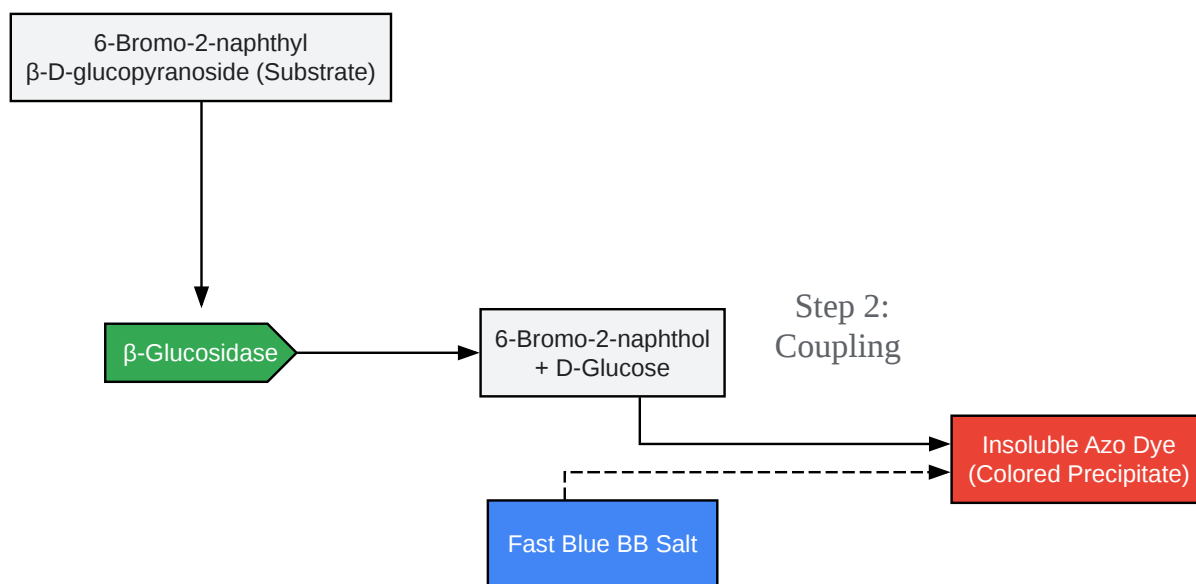 6-Bromo-2-naphthyl
β-D-glucopyranoside (Substrate)
β-Glucosidase
6-Bromo-2-naphthol
+ D-Glucose
Step 2:
Coupling
Insoluble Azo Dye
(Colored Precipitate)
Fast Blue BB Salt